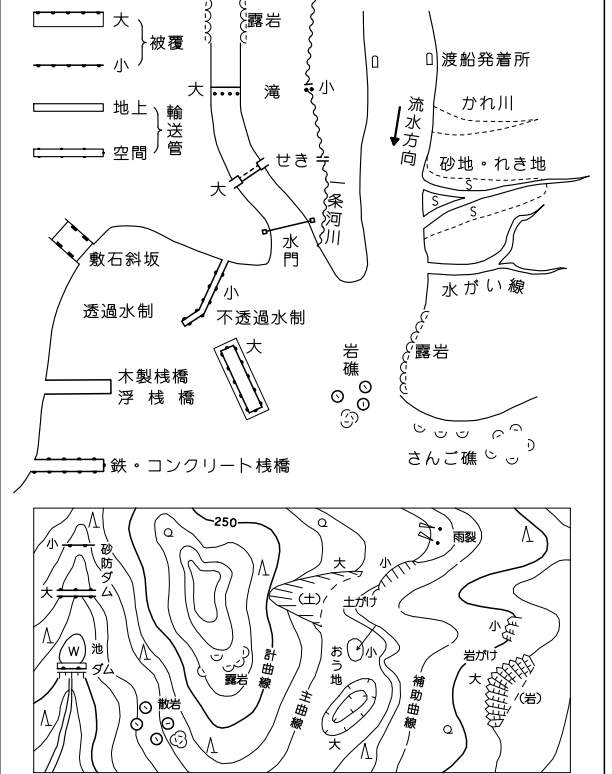 大
小
被覆
地上
空間
輸送管
露岩
大
滝
小
せき
大
一条河川
水門
渡船発着所
流水方向
かれ川
砂地・れき地
S
S
S
水がい線
敷石斜坂
小
透過水制
不透過水制
大
木製桟橋
浮桟橋
鉄・コンクリート桟橋
岩礁
露岩
さんご礁
250
小
砂防ダム
大
W
池
ダム
散岩
露岩
計曲線
主曲線
大
小
(土)
土がけ
おう地
小
大
補助曲線
雨裂
小
岩がけ
大
(岩)